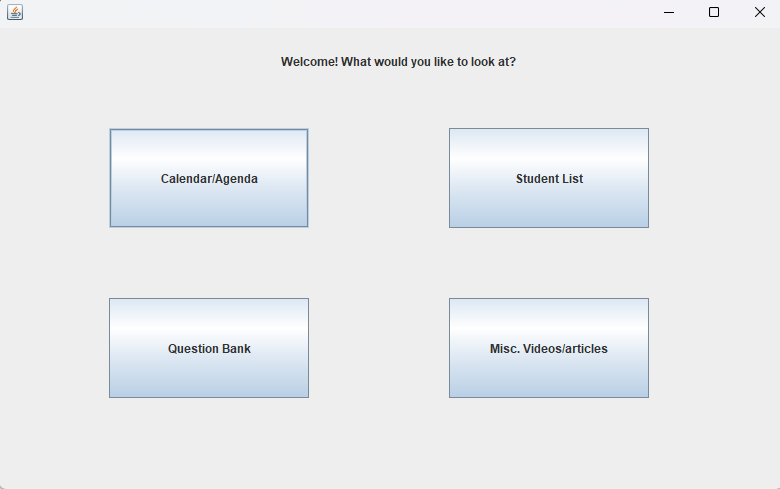 Welcome! What would you like to look at?
Calendar/Agenda
Student List
Question Bank
Misc. Videos/articles